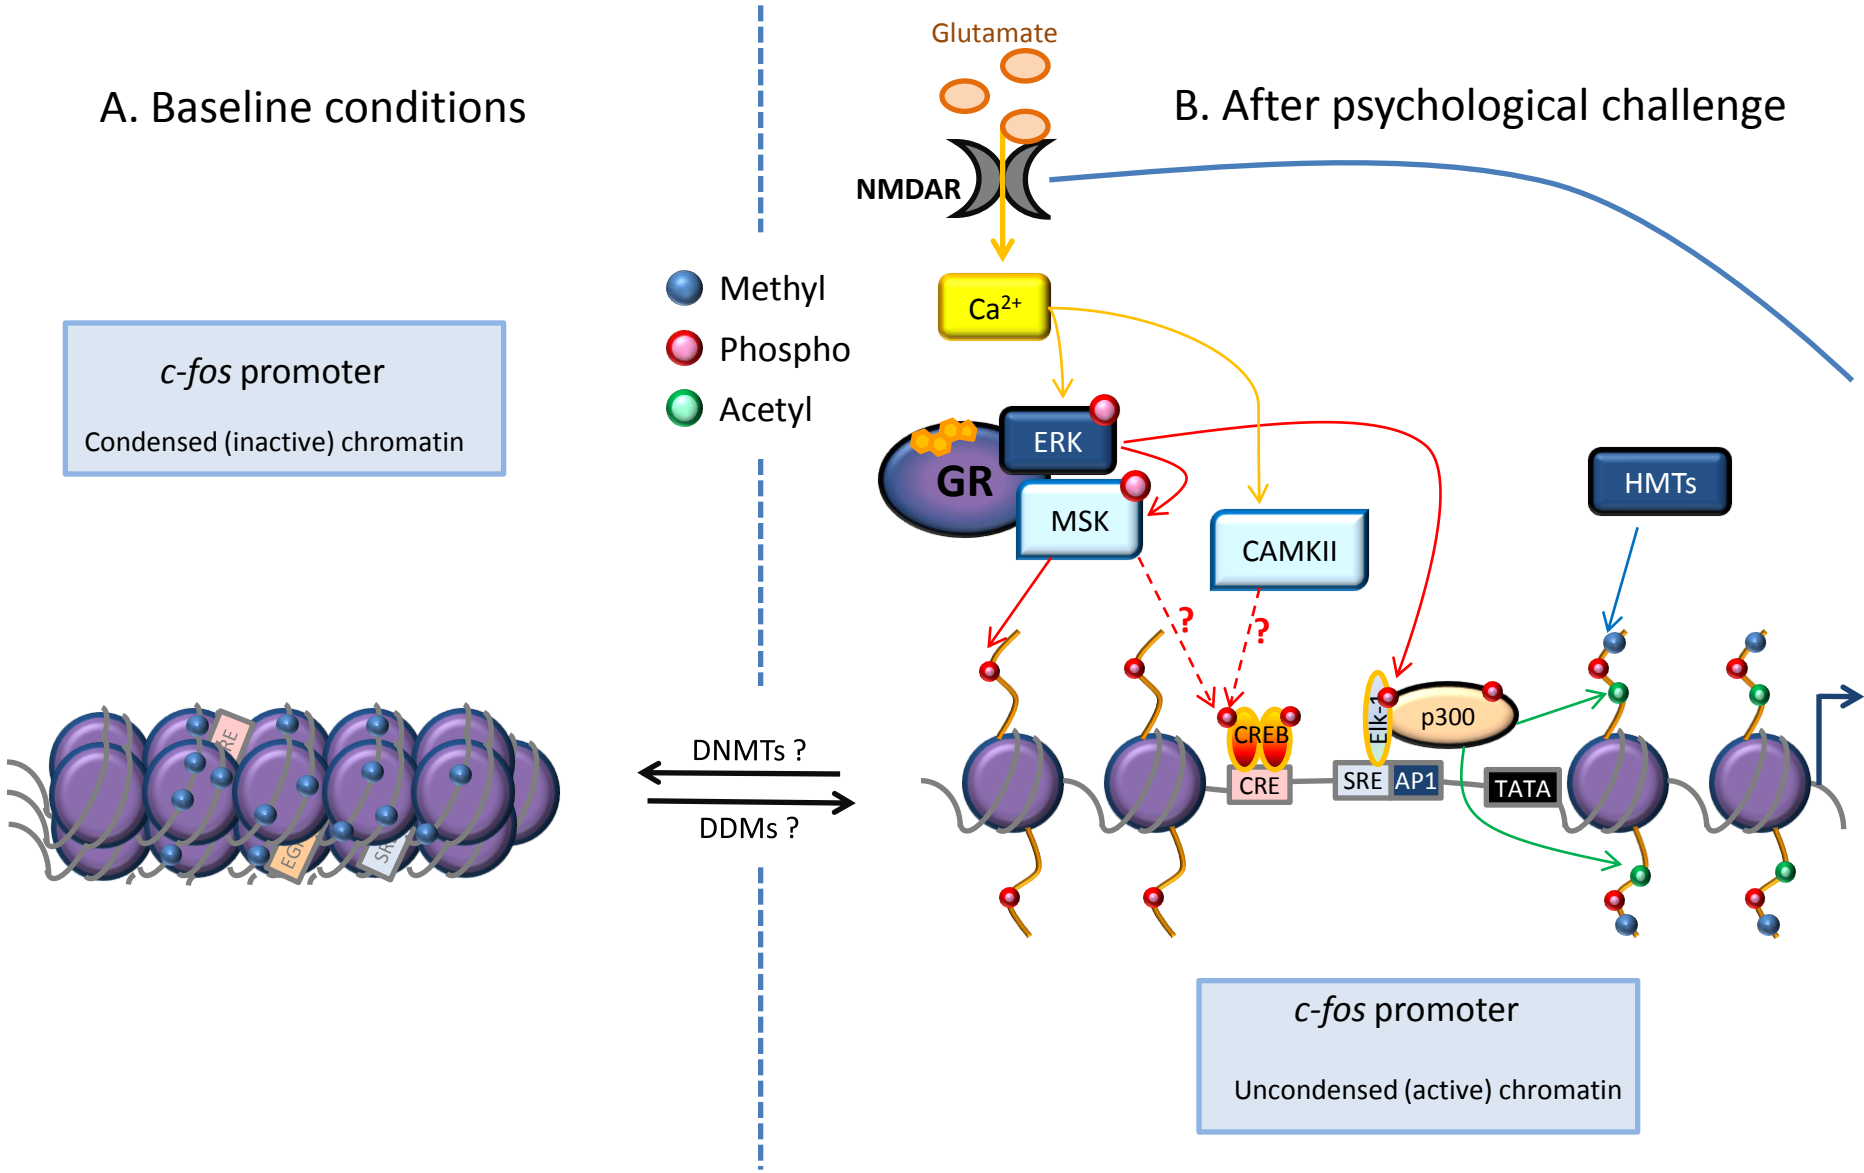 Glutamate
A. Baseline conditions
B. After psychological challenge
NMDAR
Methyl
Phospho
Acetyl
Ca²⁺
c-fos promoter
Condensed (inactive) chromatin
ERK
GR
MSK
CAMKII
HMTs
?
?
DNMTs ?
DDMs ?
CREB
Elk-1
p300
CRE
SRE
AP1
TATA
c-fos promoter
Uncondensed (active) chromatin